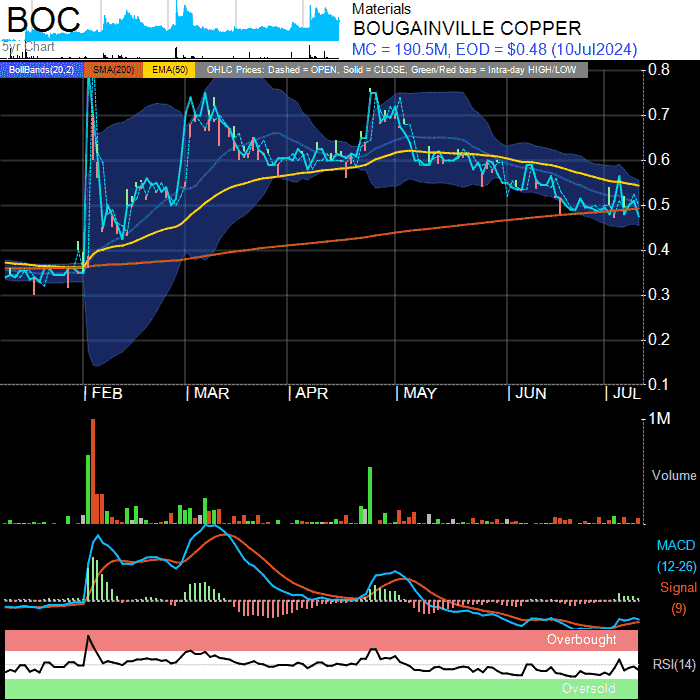 BOC
5yr Chart
Materials
BOUGAINVILLE COPPER
MC = 190.5M, EOD = $0.48 (10Jul2024)
BollBands(20,2) SMA(200) EMA(50) OHLC Prices: Dashed = OPEN, Solid = CLOSE, Green/Red bars = Intra-day HIGH/LOW
0.8
0.7
0.6
0.5
0.4
0.3
0.2
0.1
FEB MAR APR MAY JUN JUL
1M
Volume
MACD
(12-26)
Signal
(9)
Overbought
RSI(14)
Oversold